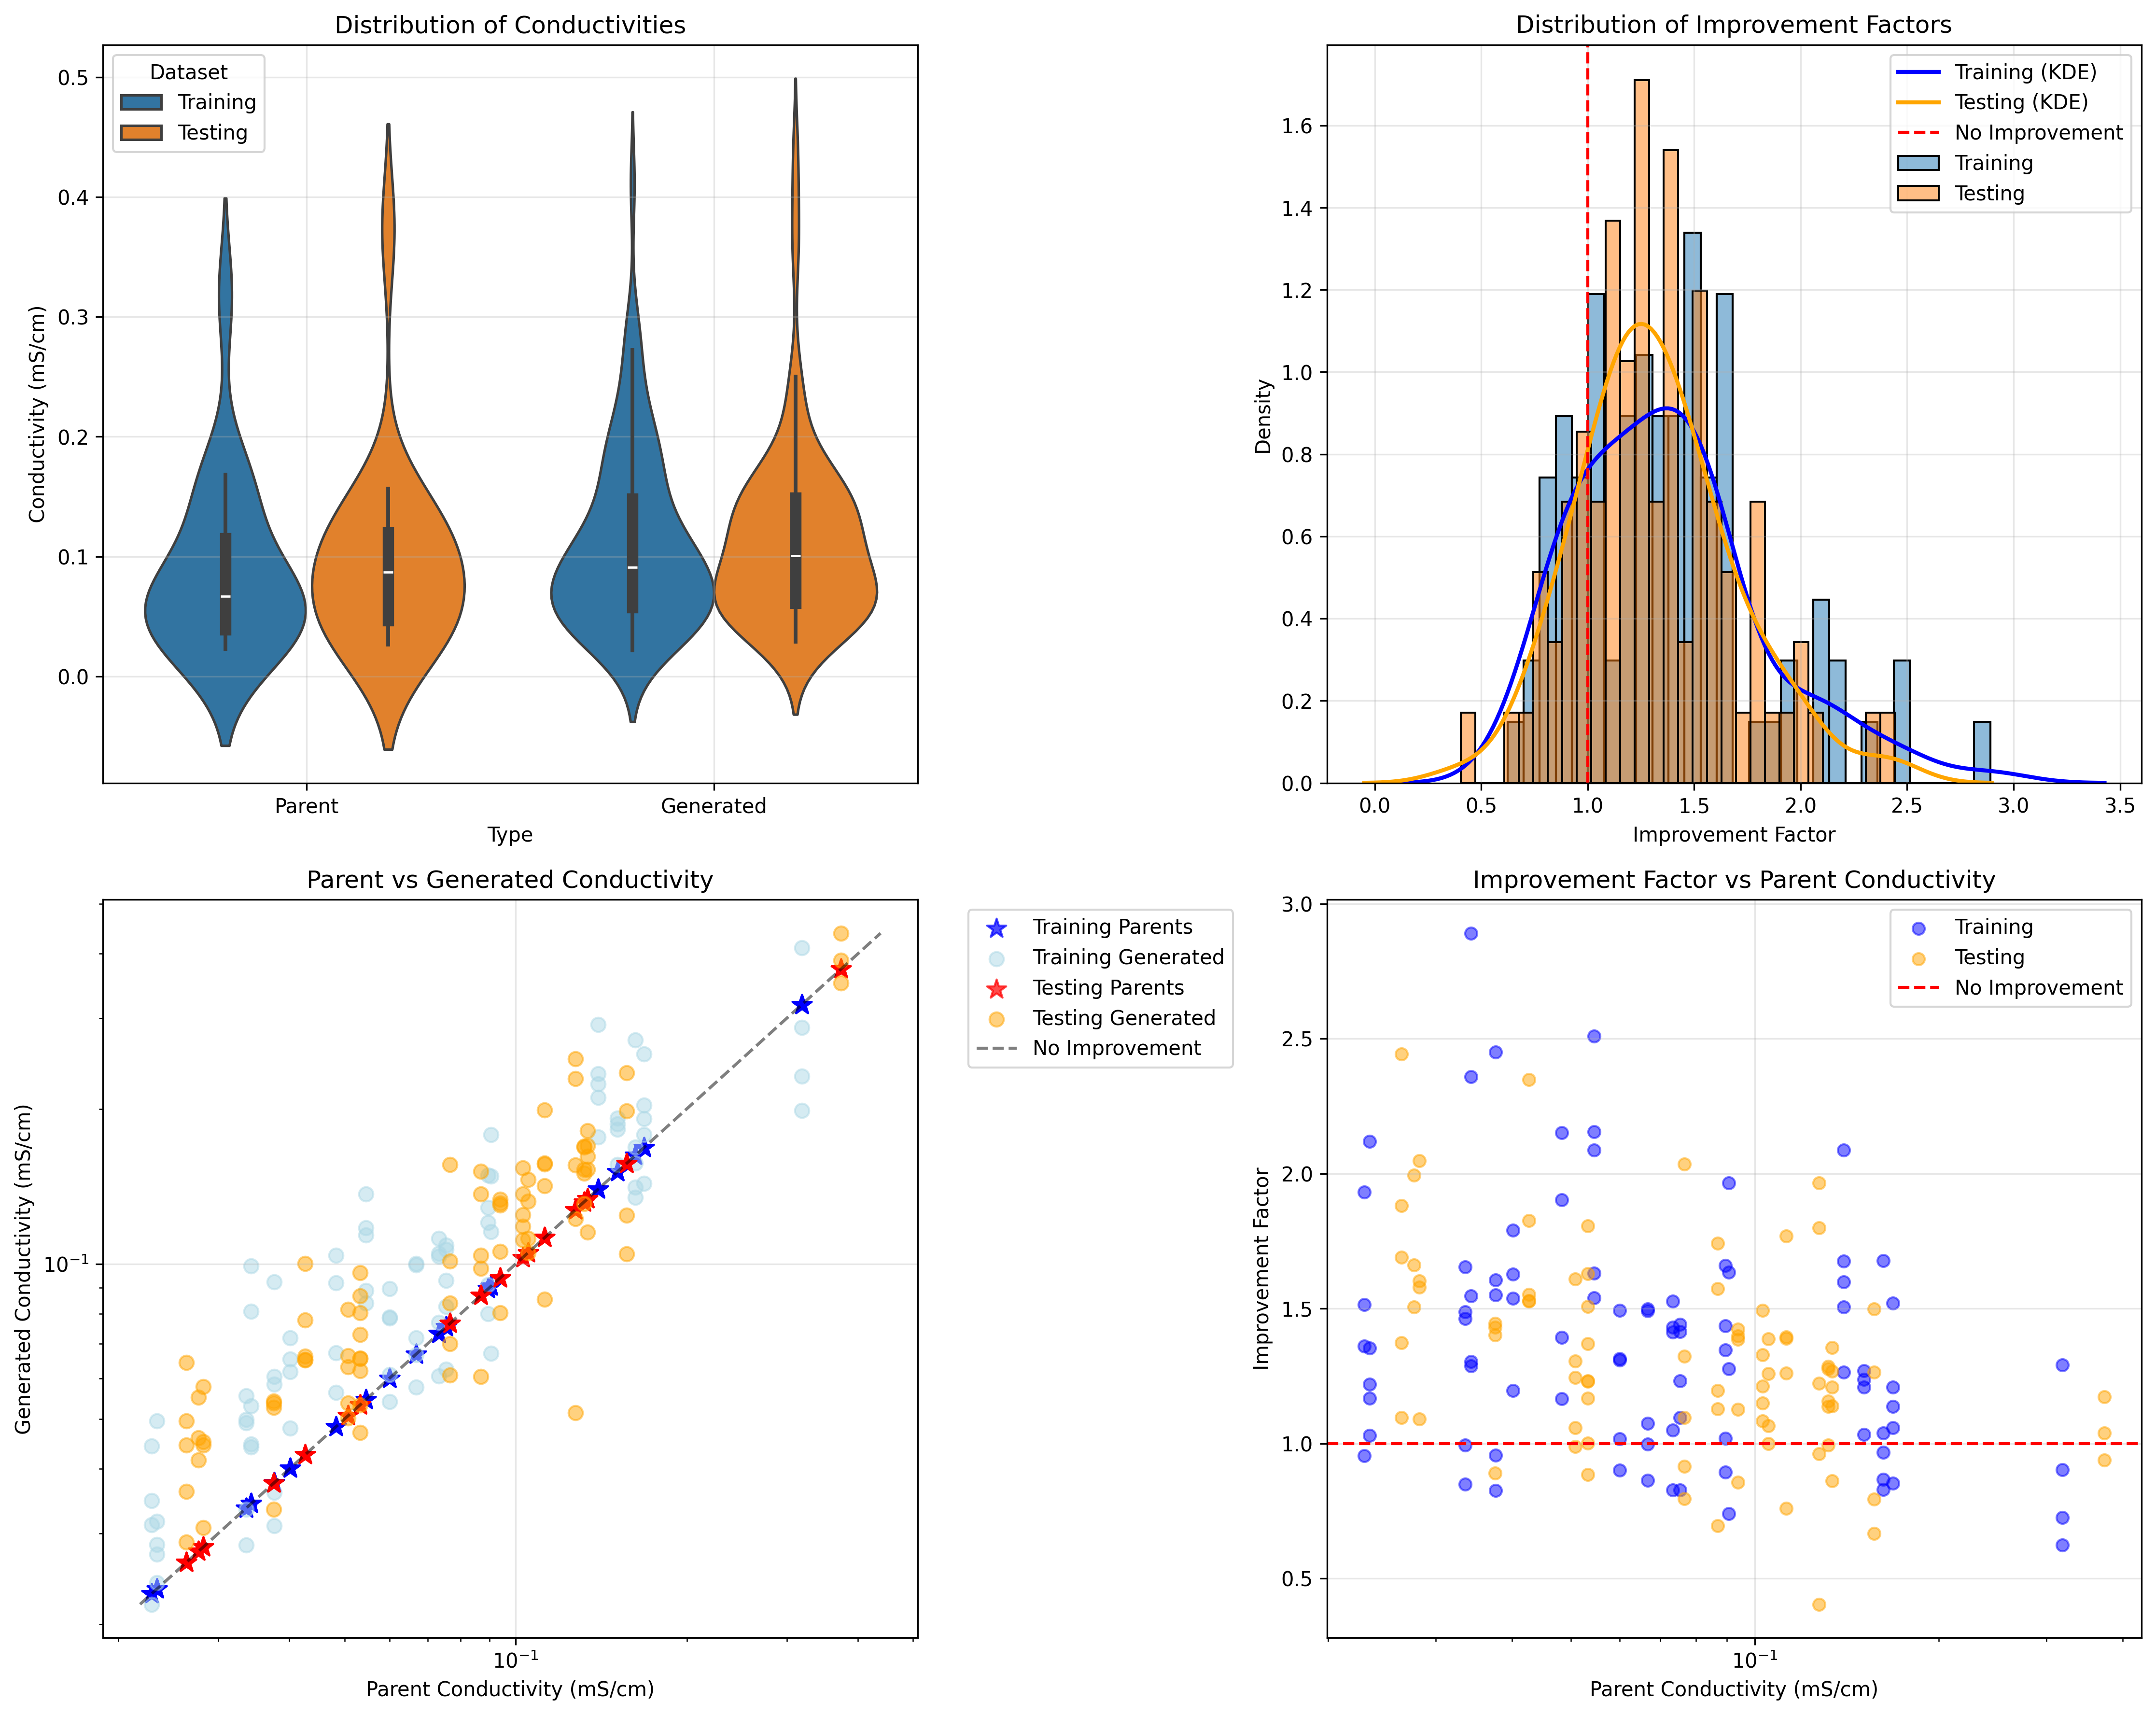 Distribution of Conductivities
Dataset
Training
Testing
0.5
0.4
0.3
0.2
0.1
0.0
Conductivity (mS/cm)
Parent
Generated
Type
Distribution of Improvement Factors
Training (KDE)
Testing (KDE)
No Improvement
Training
Testing
1.6
1.4
1.2
1.0
0.8
0.6
0.4
0.2
0.0
Density
0.0
0.5
1.0
1.5
2.0
2.5
3.0
3.5
Improvement Factor
Parent vs Generated Conductivity
Training Parents
Training Generated
Testing Parents
Testing Generated
No Improvement
10⁻¹
Generated Conductivity (mS/cm)
10⁻¹
Parent Conductivity (mS/cm)
Improvement Factor vs Parent Conductivity
Training
Testing
No Improvement
3.0
2.5
2.0
1.5
1.0
0.5
Improvement Factor
10⁻¹
Parent Conductivity (mS/cm)